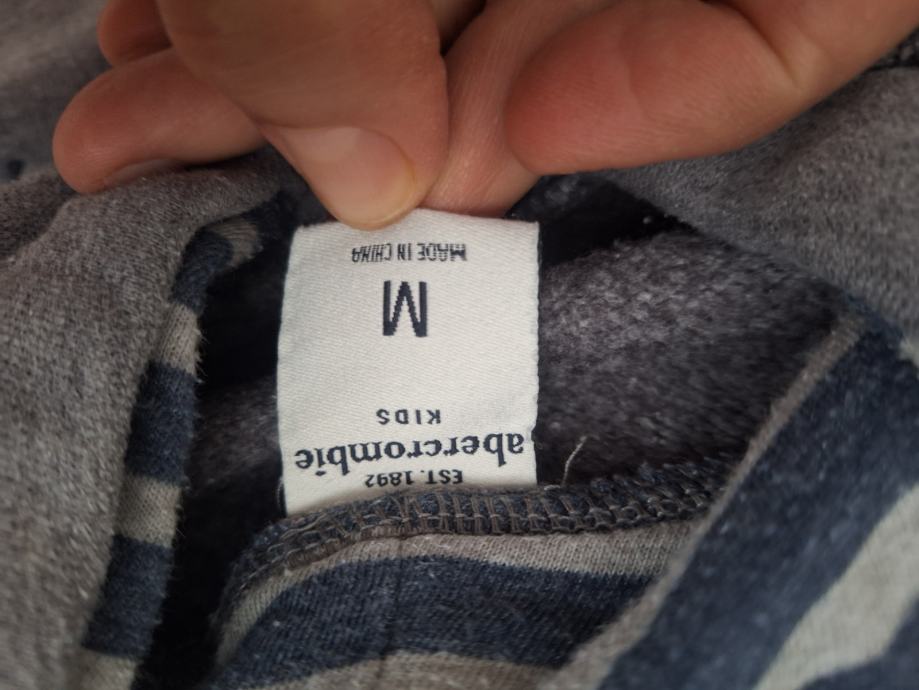 EST. 1892
abercrombie
KIDS
M
MADE IN CHINA